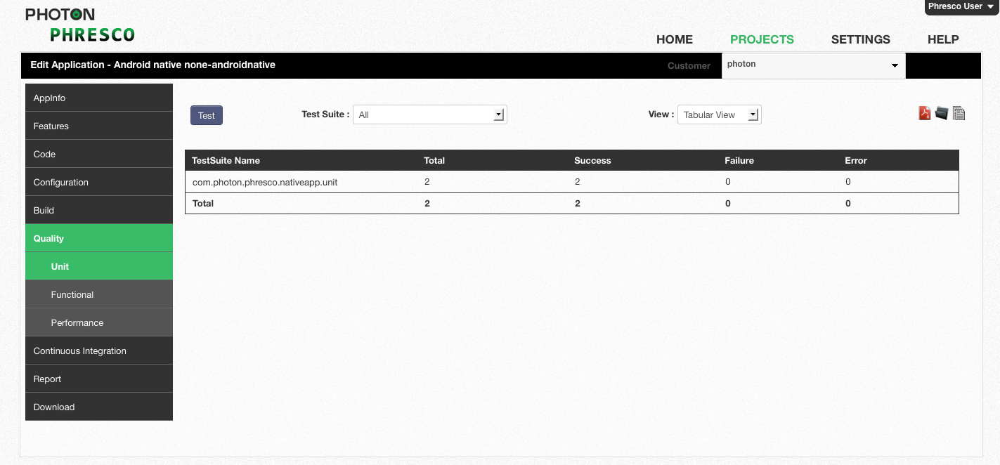 Phresco User
PHOTON
PHRESCO
HOME PROJECTS SETTINGS HELP
Edit Application - Android native none-androidnative
Customer photon
AppInfo
Features
Code
Configuration
Build
Quality
Unit
Functional
Performance
Continuous Integration
Report
Download
Test Test Suite : All View : Tabular View
TestSuite Name Total Success Failure Error
com.photon.phresco.nativeapp.unit 2 2 0 0
Total 2 2 0 0